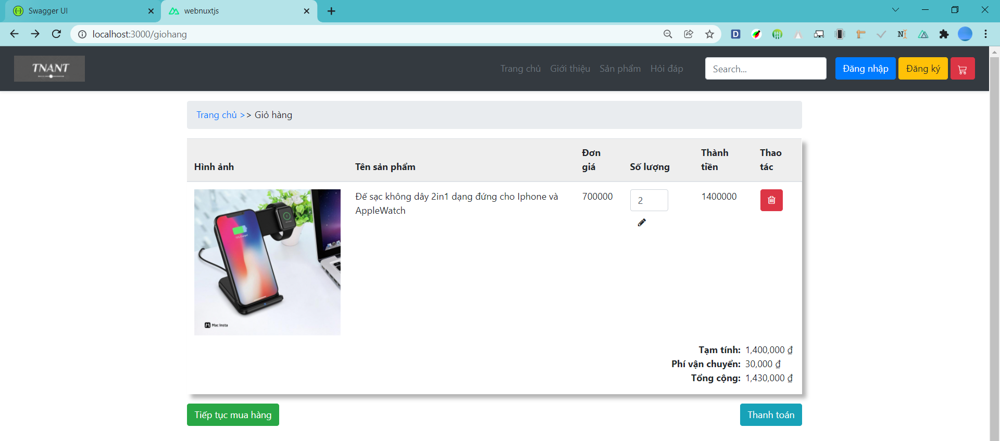 Swagger UI
webnuxtjs
localhost:3000/giohang
TNANT
Trang chủ Giới thiệu Sản phẩm Hỏi đáp
Search...
Đăng nhập
Đăng ký
Trang chủ >> Giỏ hàng
Hình ảnh
Tên sản phẩm
Đơn giá
Số lượng
Thành tiền
Thao tác
Đế sạc không dây 2in1 dạng đứng cho Iphone và
AppleWatch
700000
2
1400000
Mac Insta
Tạm tính: 1,400,000 ₫
Phí vận chuyển: 30,000 ₫
Tổng cộng: 1,430,000 ₫
Tiếp tục mua hàng
Thanh toán